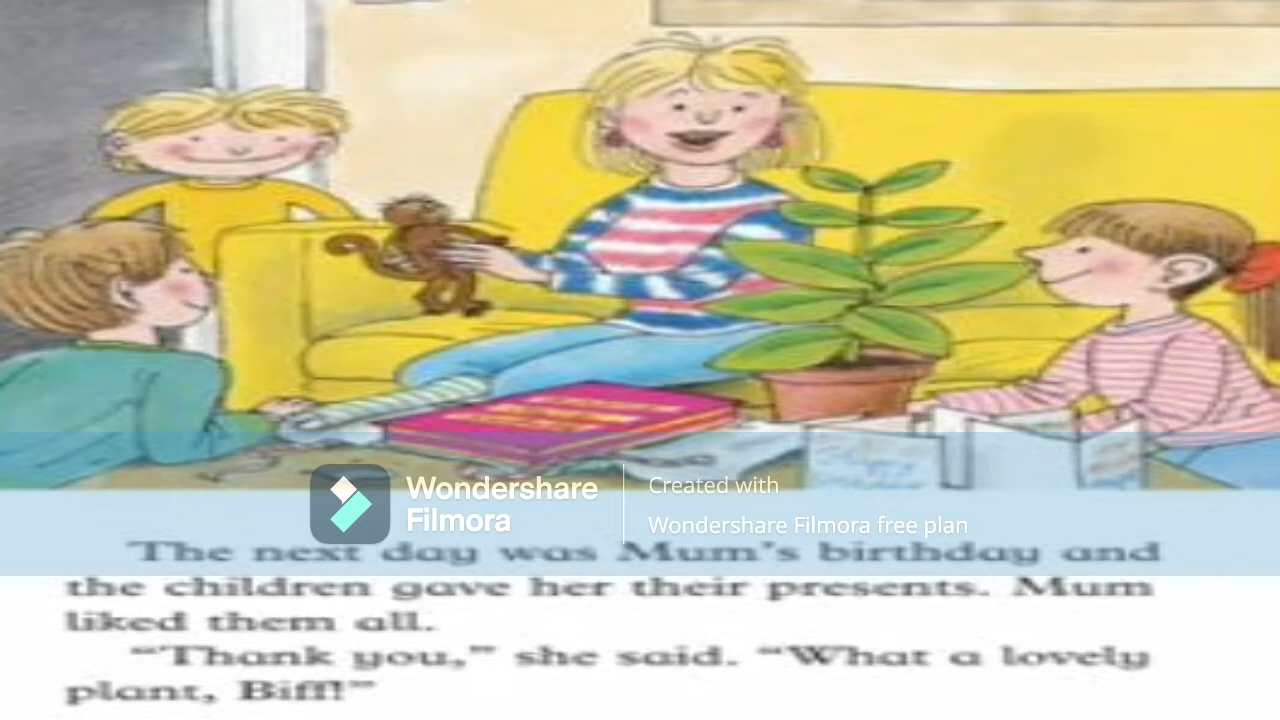 Wondershare
Filmora
Created with
Wondershare Filmora free plan
The next day was Mum's birthday and
the children gave her their presents. Mum
liked them all.
"Thank you," she said. "What a lovely
plant, Biff!"